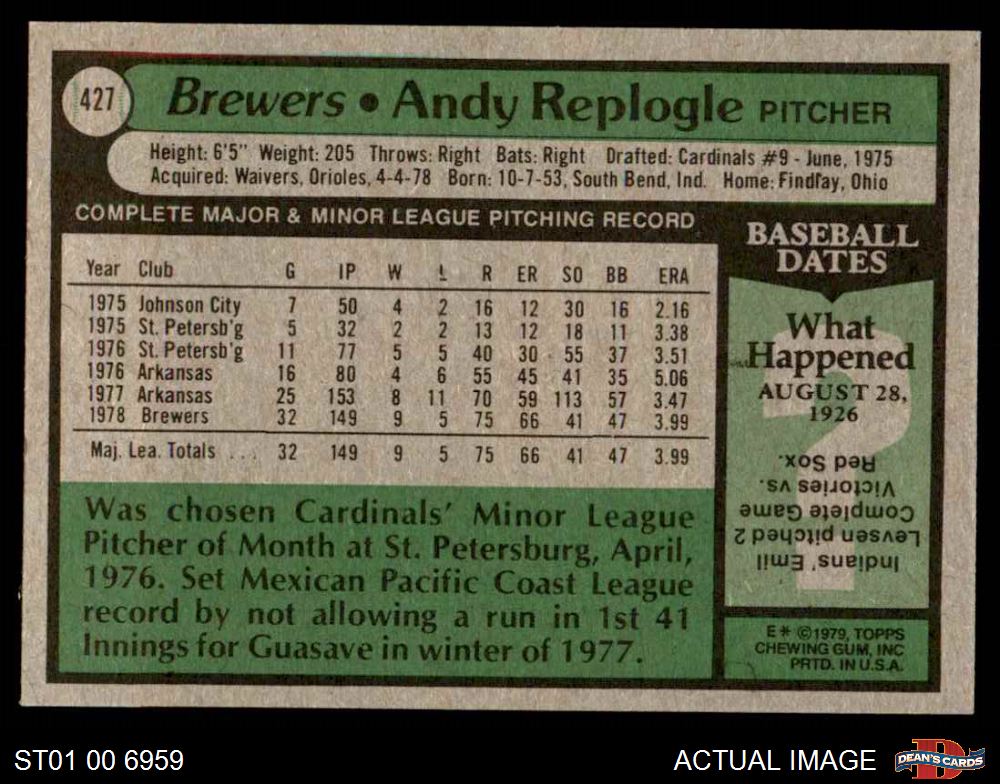 427
Brewers • Andy Replogle PITCHER
Height: 6'5" Weight: 205 Throws: Right Bats: Right Drafted: Cardinals #9 - June, 1975
Acquired: Waivers, Orioles, 4-4-78 Born: 10-7-53, South Bend, Ind. Home: Findlay, Ohio
COMPLETE MAJOR & MINOR LEAGUE PITCHING RECORD
Year Club G IP W L R ER SO BB ERA
1975 Johnson City 7 50 4 2 16 12 30 16 2.16
1975 St. Petersb'g 5 32 2 2 13 12 18 11 3.38
1976 St. Petersb'g 11 77 5 5 40 30 55 37 3.51
1976 Arkansas 16 80 4 6 55 45 41 35 5.06
1977 Arkansas 25 153 8 11 70 59 113 57 3.47
1978 Brewers 32 149 9 5 75 66 41 47 3.99
Maj. Lea. Totals ... 32 149 9 5 75 66 41 47 3.99
Was chosen Cardinals' Minor League
Pitcher of Month at St. Petersburg, April,
1976. Set Mexican Pacific Coast League
record by not allowing a run in 1st 41
Innings for Guasave in winter of 1977.
BASEBALL
DATES
What
Happened
AUGUST 28,
1926
Indians' Emil
Levsen pitched 2
Complete Game
Victories vs.
Red Sox.
E* ©1979, TOPPS
CHEWING GUM, INC
PRTD. IN U.S.A.
ST01 00 6959
ACTUAL IMAGE
DEAN'S CARDS